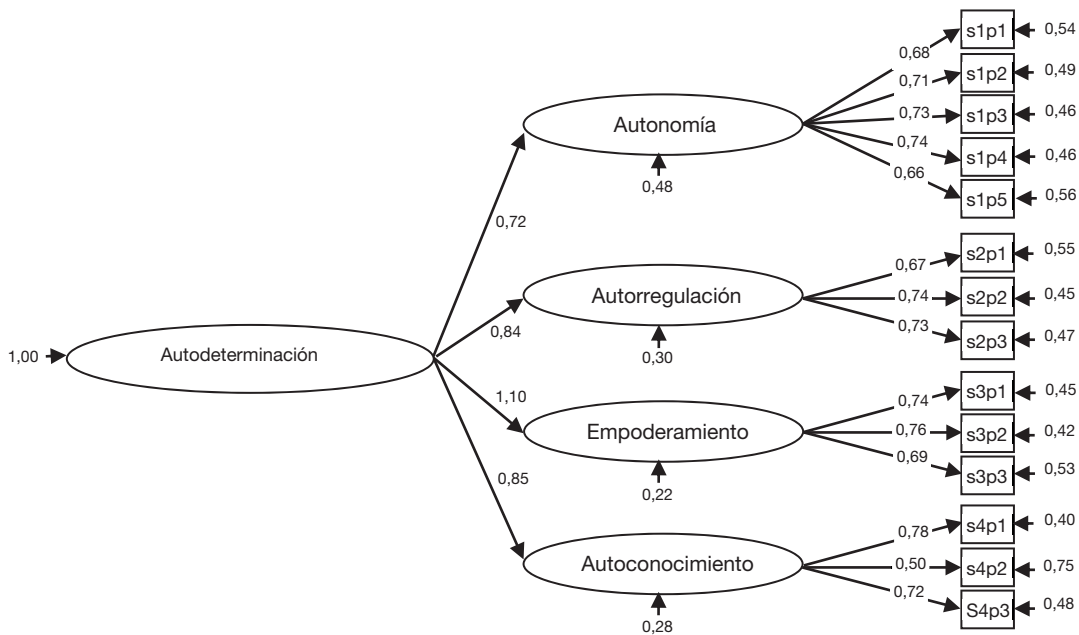 1,00
Autodeterminación
0,72
0,84
1,10
0,85
Autonomía
0,48
Autorregulación
0,30
Empoderamiento
0,22
Autoconocimiento
0,28
0,68
s1p1
0,54
0,71
s1p2
0,49
0,73
s1p3
0,46
0,74
s1p4
0,46
0,66
s1p5
0,56
0,67
s2p1
0,55
0,74
s2p2
0,45
0,73
s2p3
0,47
0,74
s3p1
0,45
0,76
s3p2
0,42
0,69
s3p3
0,53
0,78
s4p1
0,40
0,50
s4p2
0,75
0,72
S4p3
0,48